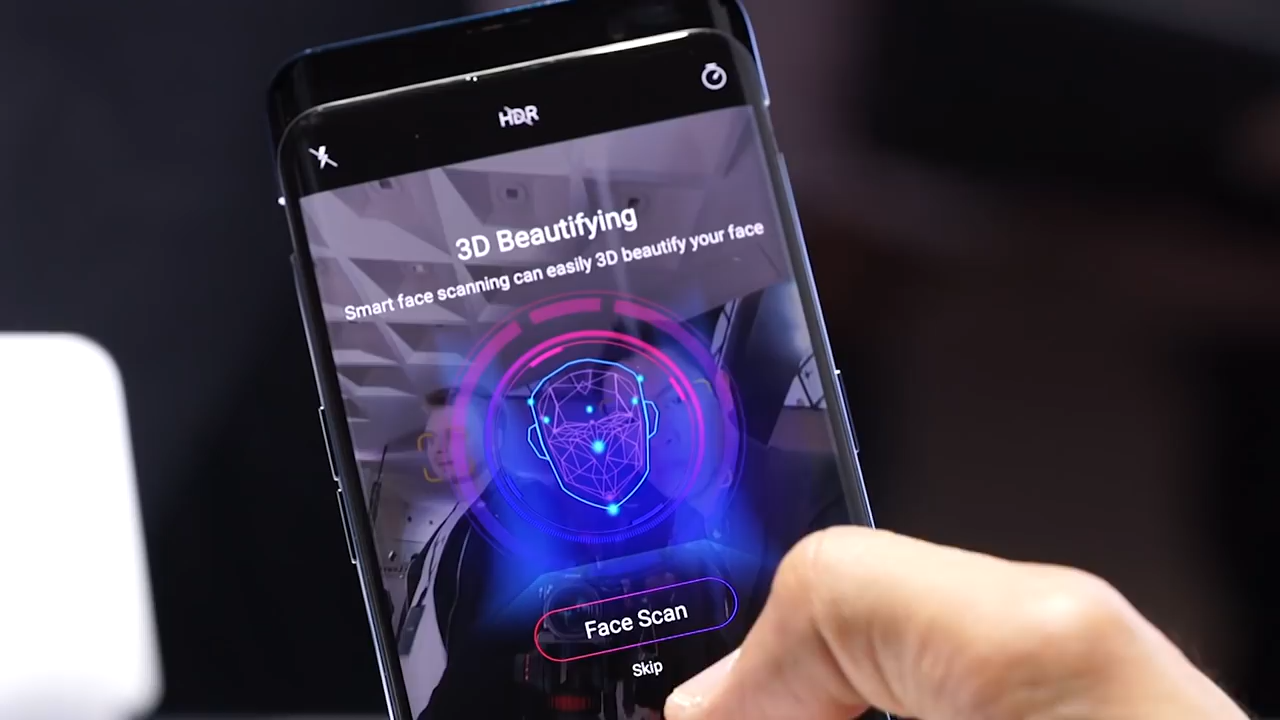 HDR
3D Beautifying
Smart face scanning can easily 3D beautify your face
Face Scan
Skip